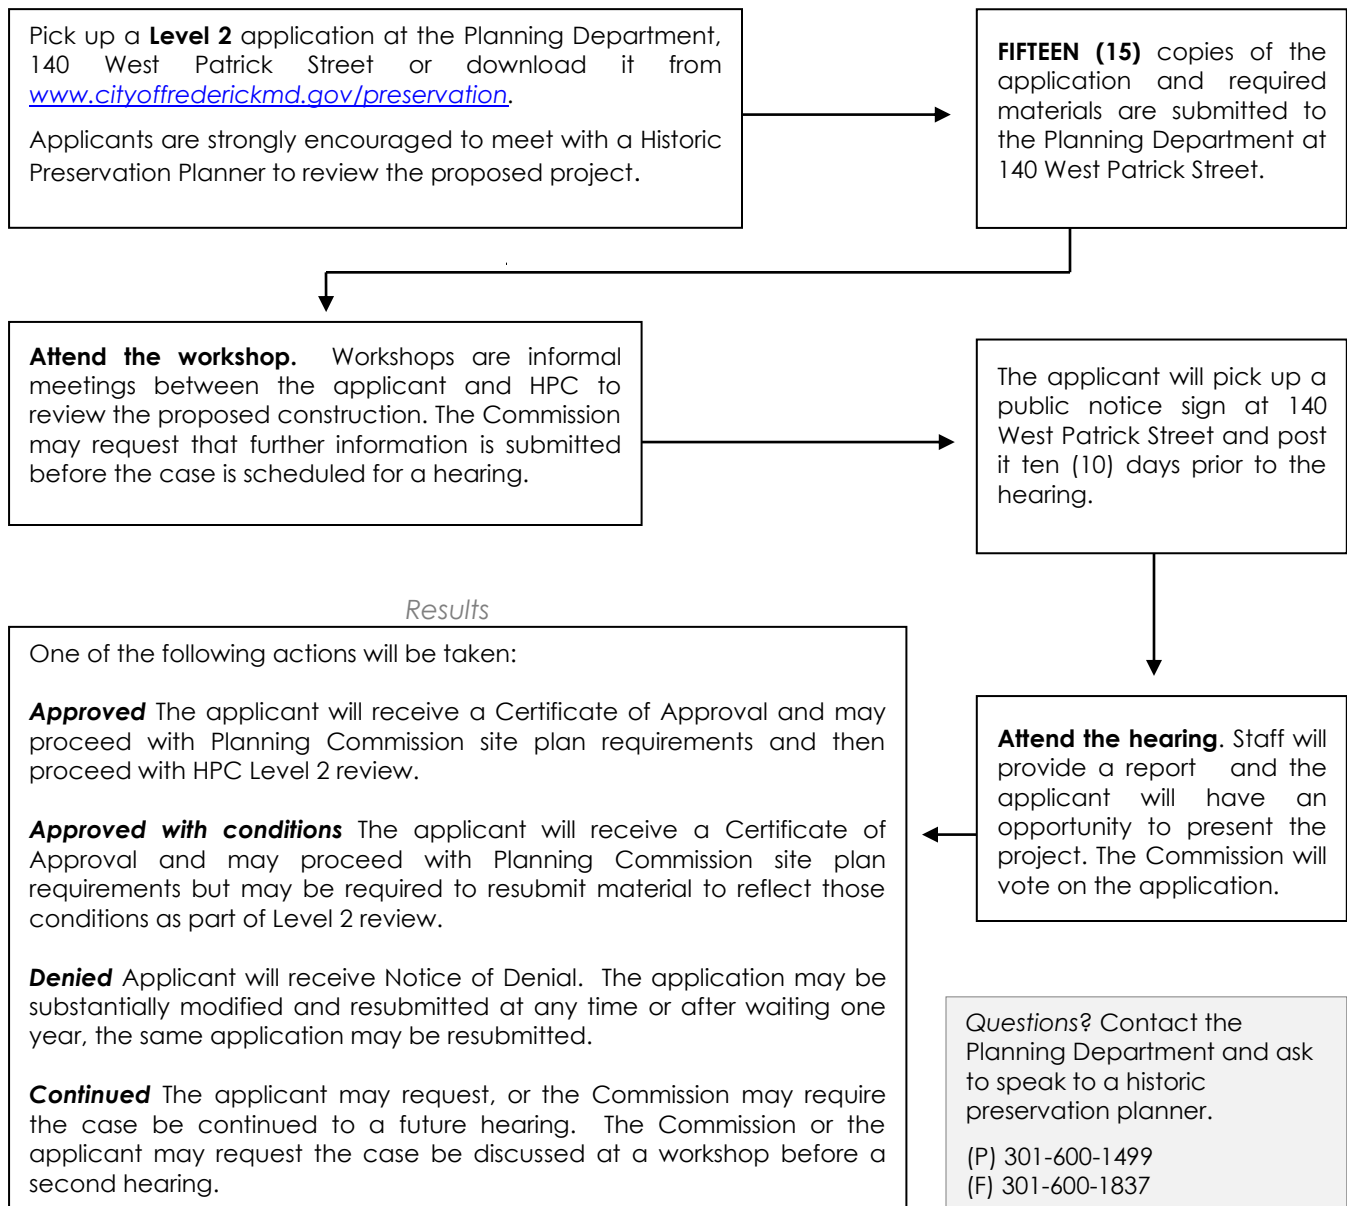 Pick up a Level 2 application at the Planning Department,
140 West Patrick Street or download it from
www.cityoffrederickmd.gov/preservation.
Applicants are strongly encouraged to meet with a Historic
Preservation Planner to review the proposed project.
FIFTEEN (15) copies of the
application and required
materials are submitted to
the Planning Department at
140 West Patrick Street.
Attend the workshop. Workshops are informal
meetings between the applicant and HPC to
review the proposed construction. The Commission
may request that further information is submitted
before the case is scheduled for a hearing.
The applicant will pick up a
public notice sign at 140
West Patrick Street and post
it ten (10) days prior to the
hearing.
Attend the hearing. Staff will
provide a report and the
applicant will have an
opportunity to present the
project. The Commission will
vote on the application.
Results
One of the following actions will be taken:
Approved The applicant will receive a Certificate of Approval and may
proceed with Planning Commission site plan requirements and then
proceed with HPC Level 2 review.
Approved with conditions The applicant will receive a Certificate of
Approval and may proceed with Planning Commission site plan
requirements but may be required to resubmit material to reflect those
conditions as part of Level 2 review.
Denied Applicant will receive Notice of Denial. The application may be
substantially modified and resubmitted at any time or after waiting one
year, the same application may be resubmitted.
Continued The applicant may request, or the Commission may require
the case be continued to a future hearing. The Commission or the
applicant may request the case be discussed at a workshop before a
second hearing.
Questions? Contact the
Planning Department and ask
to speak to a historic
preservation planner.
(P) 301-600-1499
(F) 301-600-1837